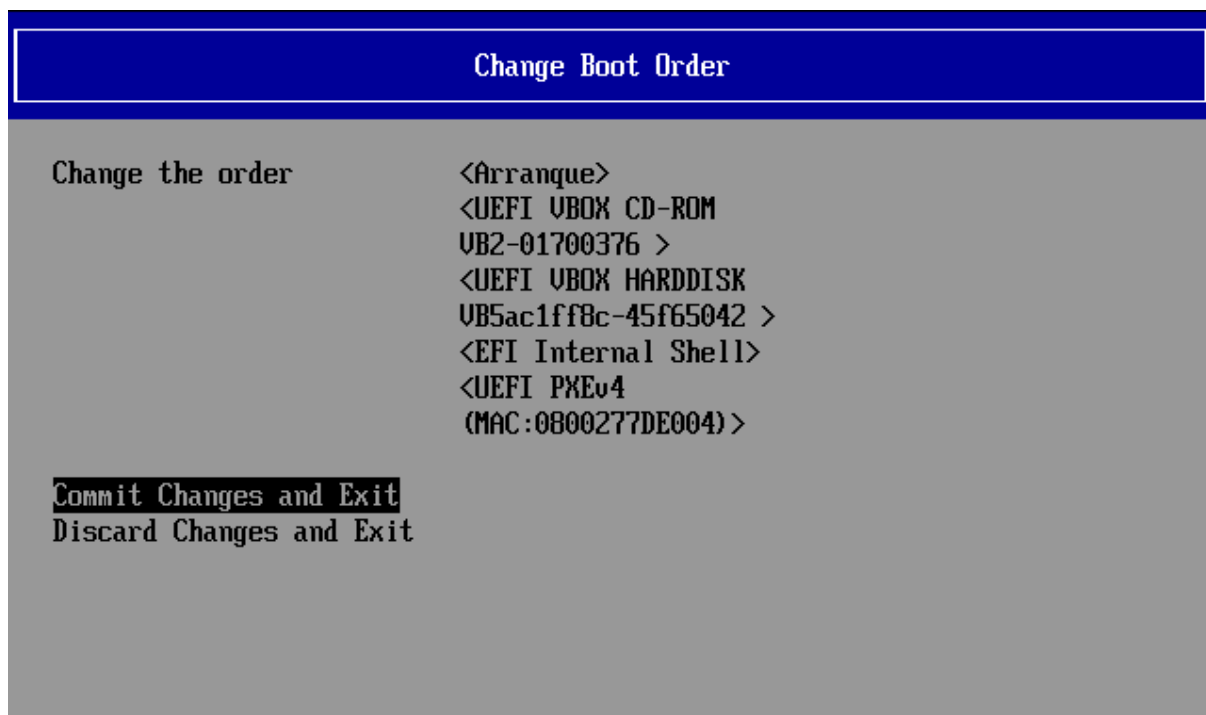 Change Boot Order
Change the order <Arranque>
<UEFI VBOX CD-ROM
VB2-01700376 >
<UEFI VBOX HARDDISK
VB5ac1ff8c-45f65042 >
<EFI Internal Shell>
<UEFI PXEv4
(MAC:0800277DE004)>
Commit Changes and Exit
Discard Changes and Exit